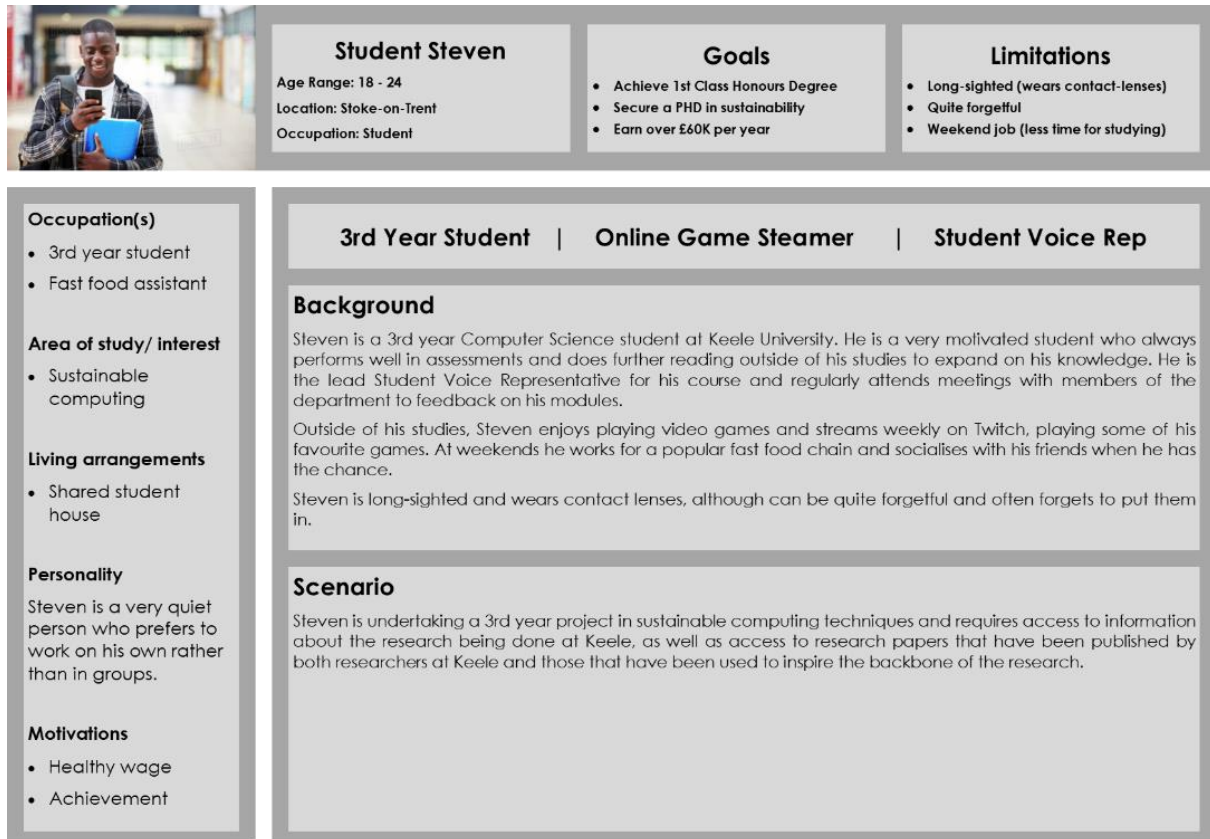 Student Steven
Age Range: 18 - 24
Location: Stoke-on-Trent
Occupation: Student
Goals
• Achieve 1st Class Honours Degree
• Secure a PHD in sustainability
• Earn over £60K per year
Limitations
• Long-sighted (wears contact-lenses)
• Quite forgetful
• Weekend job (less time for studying)
Occupation(s)
• 3rd year student
• Fast food assistant
Area of study/ interest
• Sustainable
computing
Living arrangements
• Shared student
house
Personality
Steven is a very quiet
person who prefers to
work on his own rather
than in groups.
Motivations
• Healthy wage
• Achievement
3rd Year Student | Online Game Steamer | Student Voice Rep
Background
Steven is a 3rd year Computer Science student at Keele University. He is a very motivated student who always
performs well in assessments and does further reading outside of his studies to expand on his knowledge. He is
the lead Student Voice Representative for his course and regularly attends meetings with members of the
department to feedback on his modules.
Outside of his studies, Steven enjoys playing video games and streams weekly on Twitch, playing some of his
favourite games. At weekends he works for a popular fast food chain and socialises with his friends when he has
the chance.
Steven is long-sighted and wears contact lenses, although can be quite forgetful and often forgets to put them
in.
Scenario
Steven is undertaking a 3rd year project in sustainable computing techniques and requires access to information
about the research being done at Keele, as well as access to research papers that have been published by
both researchers at Keele and those that have been used to inspire the backbone of the research.